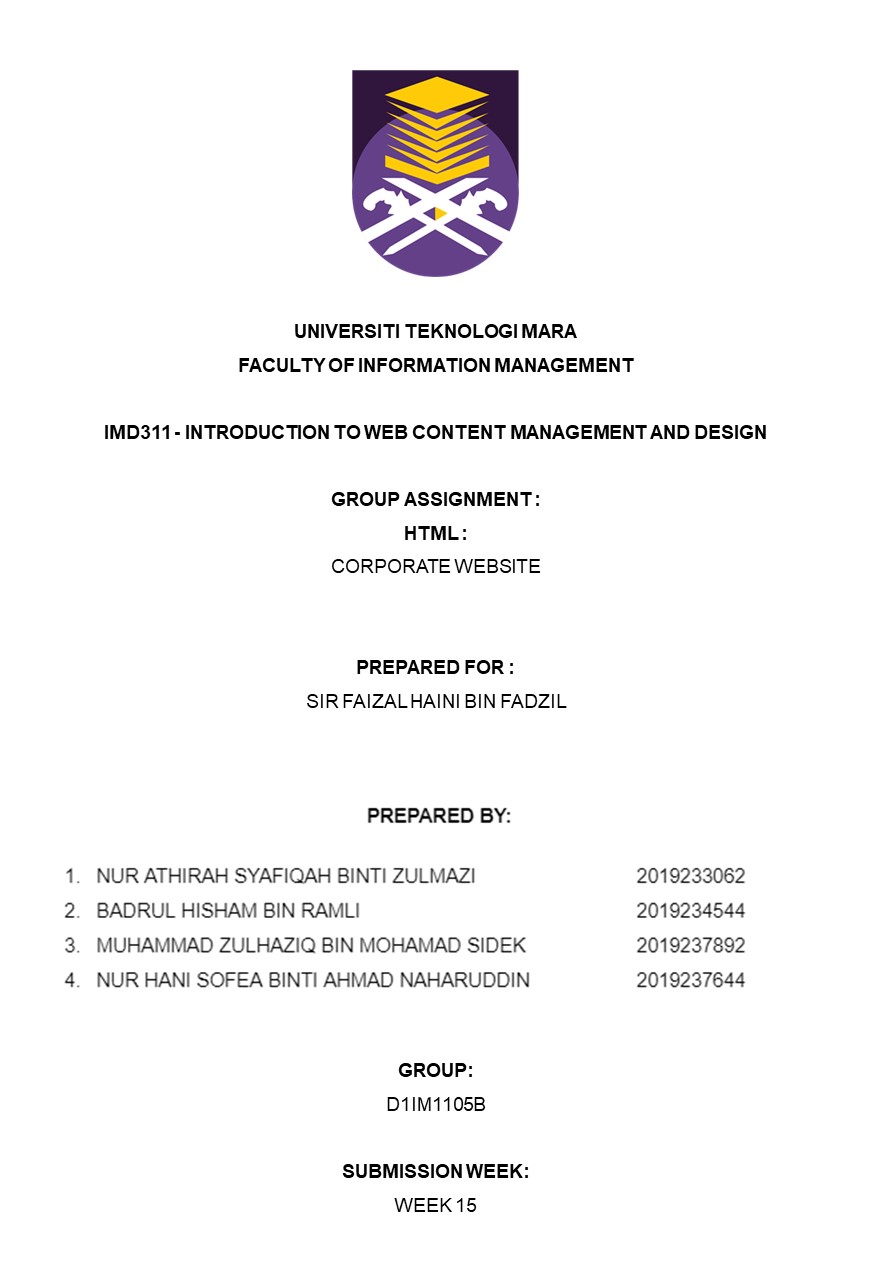 UNIVERSITI TEKNOLOGI MARA
FACULTY OF INFORMATION MANAGEMENT
IMD311 - INTRODUCTION TO WEB CONTENT MANAGEMENT AND DESIGN
GROUP ASSIGNMENT :
HTML :
CORPORATE WEBSITE
PREPARED FOR :
SIR FAIZAL HAINI BIN FADZIL
PREPARED BY:
1. NUR ATHIRAH SYAFIQAH BINTI ZULMAZI 2019233062
2. BADRUL HISHAM BIN RAMLI 2019234544
3. MUHAMMAD ZULHAZIQ BIN MOHAMAD SIDEK 2019237892
4. NUR HANI SOFEA BINTI AHMAD NAHARUDDIN 2019237644
GROUP:
D1IM1105B
SUBMISSION WEEK:
WEEK 15